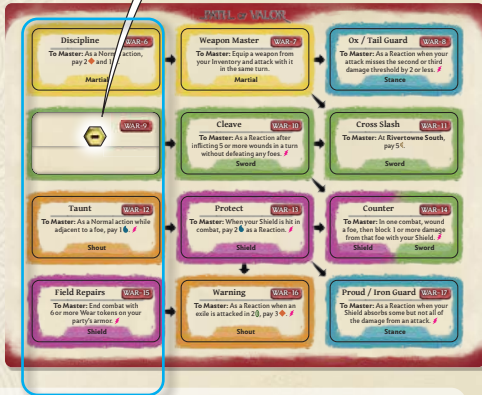 Discipline WAR-6
To Master: As a Normal action,
pay 2 and 1
Martial
Weapon Master WAR-7
To Master: Equip a weapon from
your Inventory and attack with it
in the same turn.
Martial
Ox / Tail Guard WAR-8
To Master: As a Reaction when your
attack misses the second or third
damage threshold by 2 or less.
Stance
WAR-9
Cleave WAR-10
To Master: As a Reaction after
inflicting 5 or more wounds in a turn
without defeating any foes.
Sword
Cross Slash WAR-11
To Master: At Rivertowne South,
pay 5
Sword
Taunt WAR-12
To Master: As a Normal action while
adjacent to a foe, pay 1
Shout
Protect WAR-13
To Master: When your Shield is hit in
combat, pay 2 as a Reaction.
Shield
Counter WAR-14
To Master: In one combat, wound
a foe, then block 1 or more damage
from that foe with your Shield.
Shield Sword
Field Repairs WAR-15
To Master: End combat with
6 or more Wear tokens on your
party's armor.
Shield
Warning WAR-16
To Master: As a Reaction when an
exile is attacked in 2, pay 3
Shout
Proud / Iron Guard WAR-17
To Master: As a Reaction when your
Shield absorbs some but not all of
the damage from an attack.
Stance